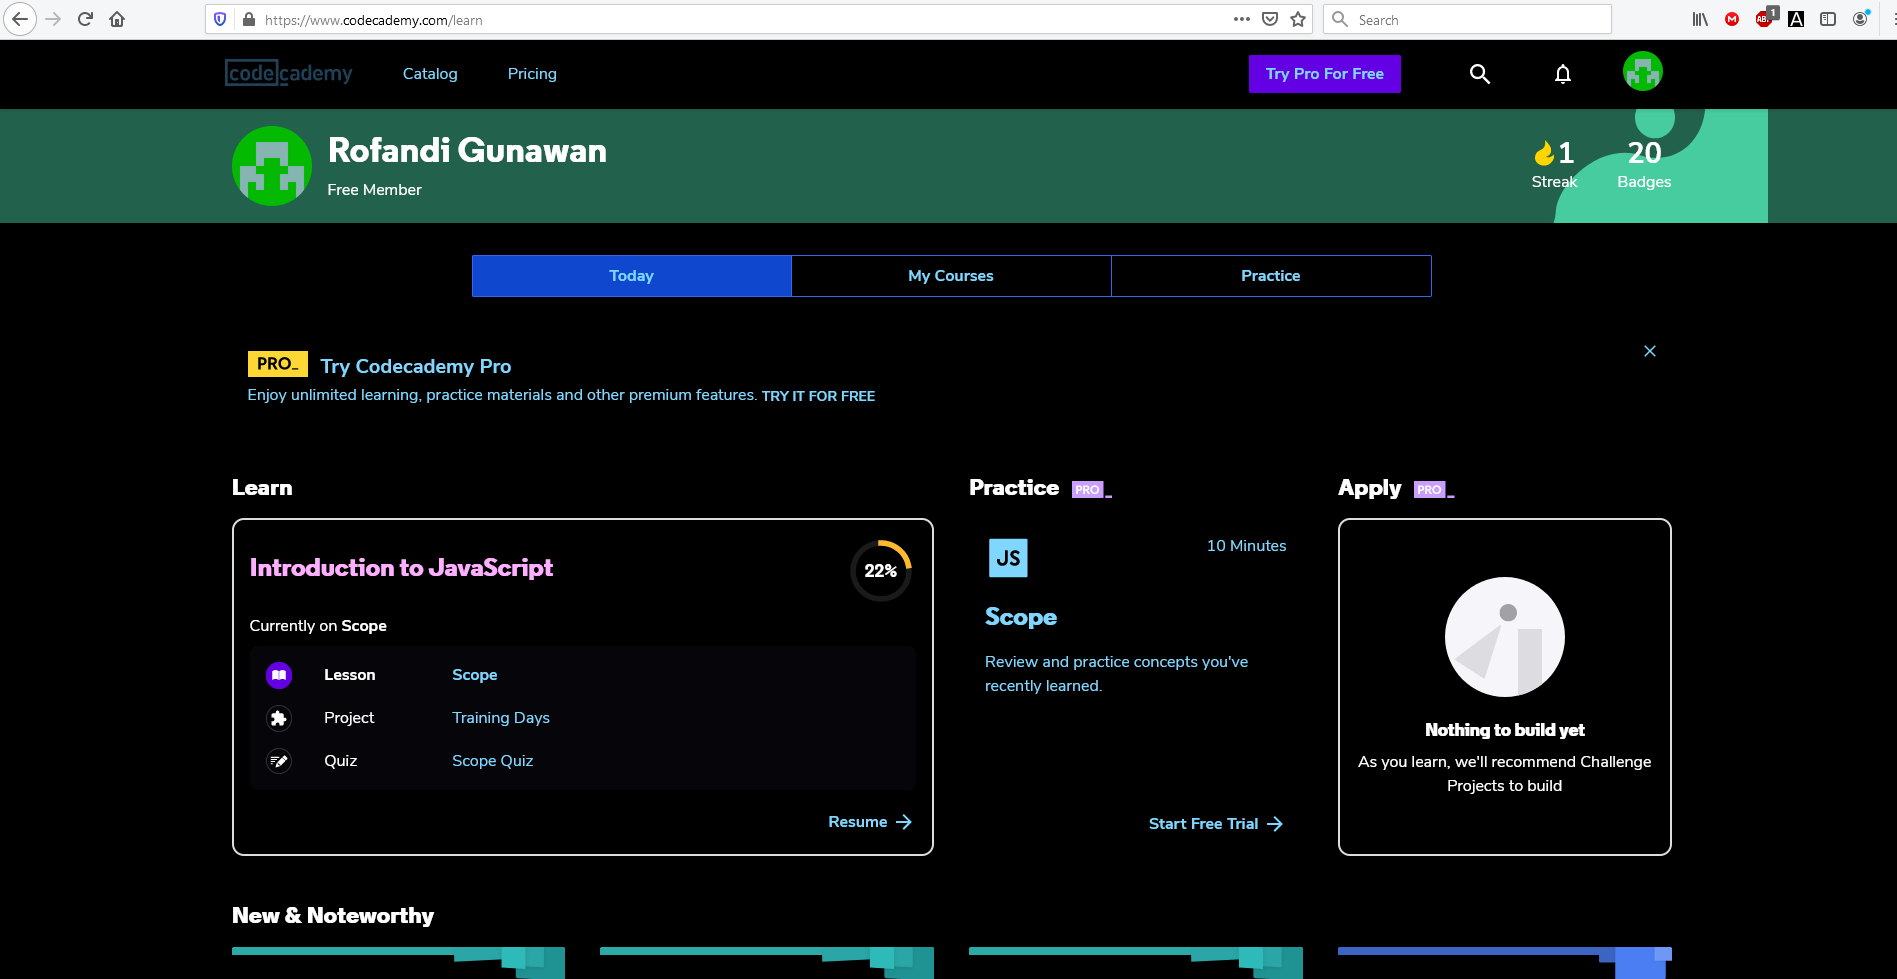 https://www.codecademy.com/learn
Search
1
codecademy
Catalog
Pricing
Try Pro For Free
Rofandi Gunawan
Free Member
1
Streak
20
Badges
Today
My Courses
Practice
PRO_
Try Codecademy Pro
Enjoy unlimited learning, practice materials and other premium features. TRY IT FOR FREE
Learn
Introduction to JavaScript
22%
Currently on Scope
Lesson
Scope
Project
Training Days
Quiz
Scope Quiz
Resume
Practice
PRO_
JS
10 Minutes
Scope
Review and practice concepts you've
recently learned.
Start Free Trial
Apply
PRO_
Nothing to build yet
As you learn, we'll recommend Challenge
Projects to build
New & Noteworthy